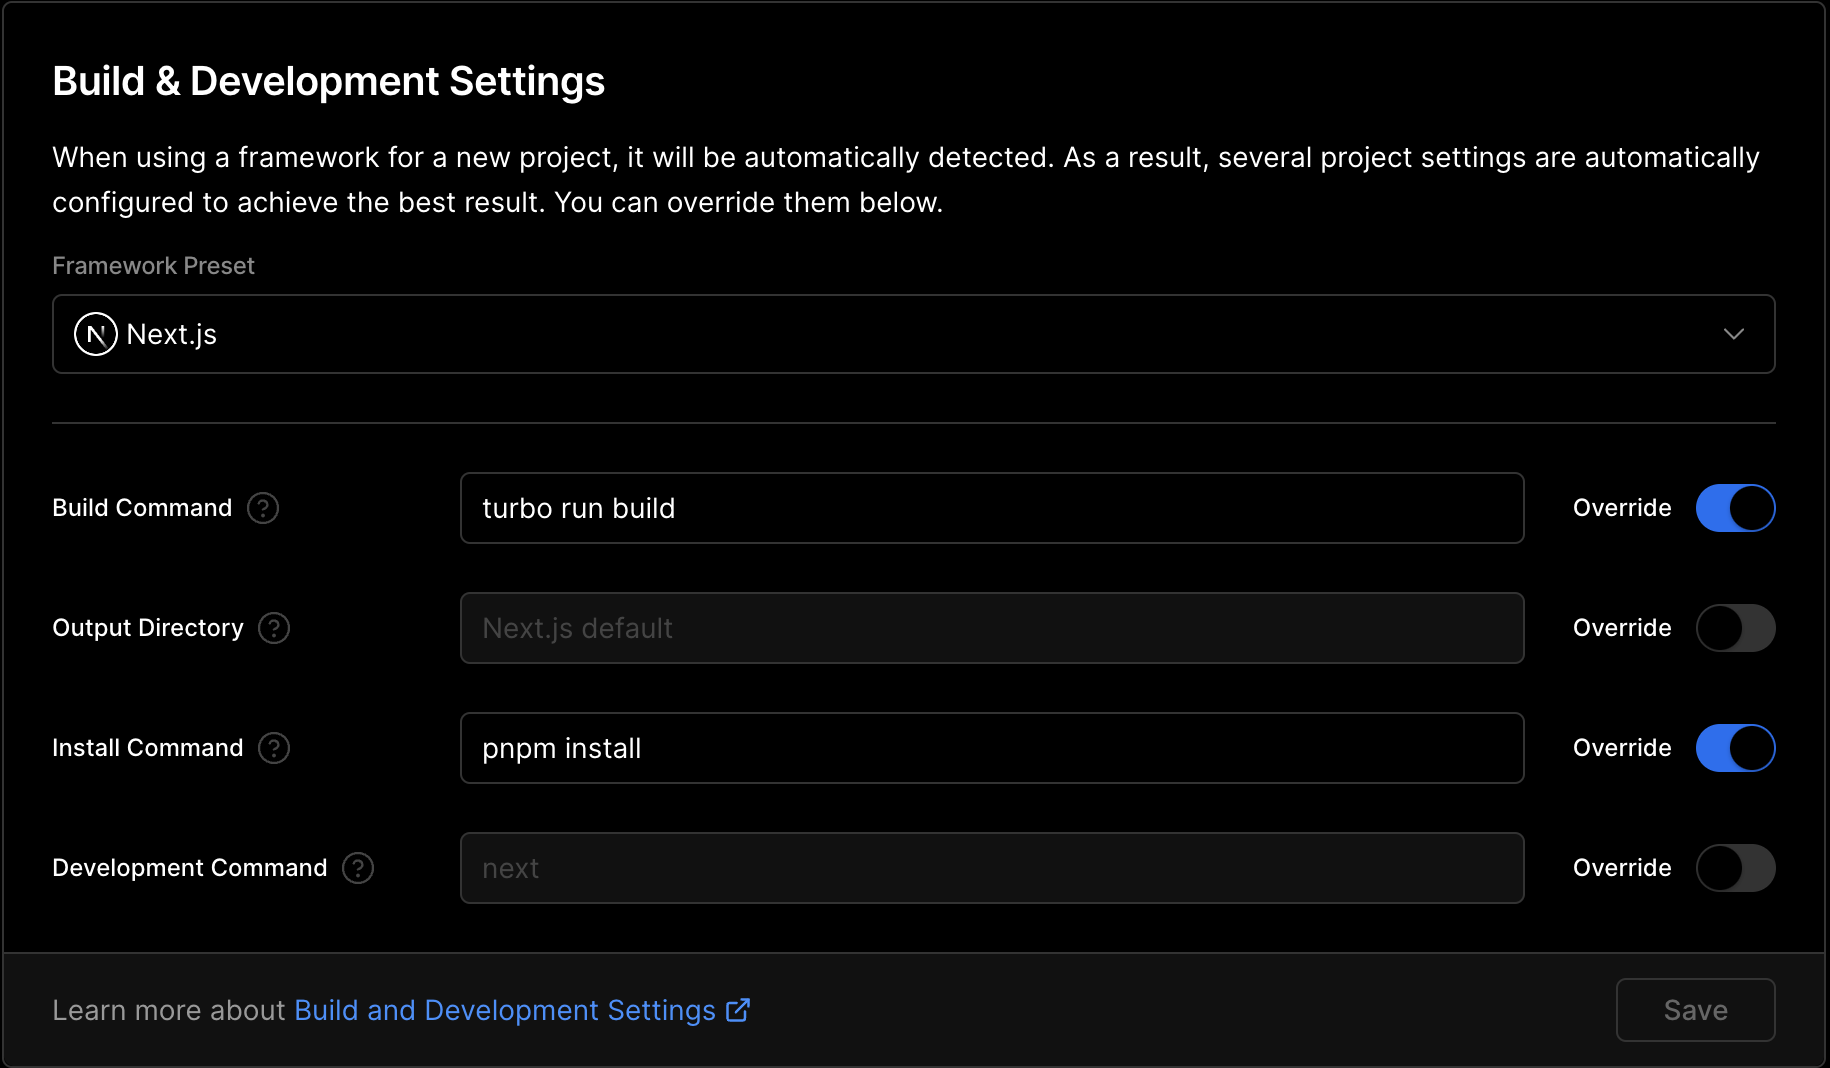 Build & Development Settings
When using a framework for a new project, it will be automatically detected. As a result, several project settings are automatically
configured to achieve the best result. You can override them below.
Framework Preset
N Next.js
Build Command ? turbo run build Override
Output Directory ? Next.js default Override
Install Command ? pnpm install Override
Development Command ? next Override
Learn more about Build and Development Settings Save